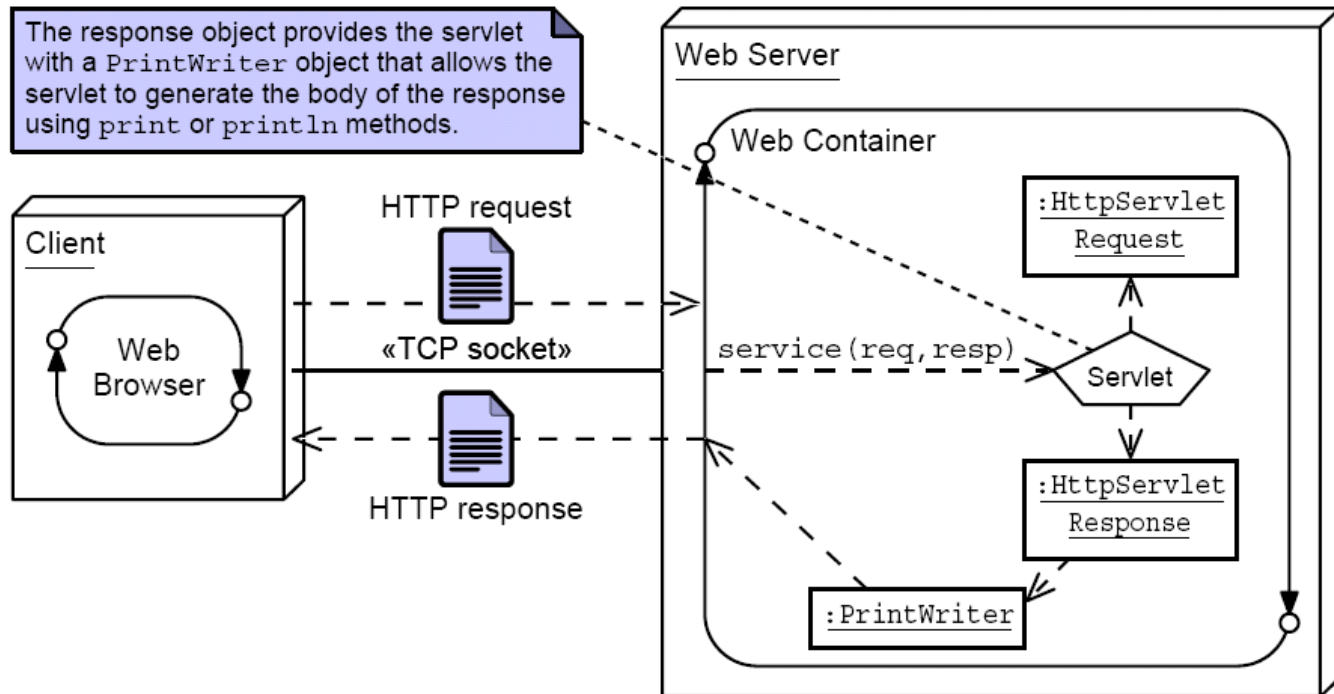 The response object provides the servlet
with a PrintWriter object that allows the
servlet to generate the body of the response
using print or println methods.
Web Server
Web Container
:HttpServlet
Request
HTTP request
Client
Web
Browser
«TCP socket»
service(req,resp)
Servlet
HTTP response
:HttpServlet
Response
:PrintWriter